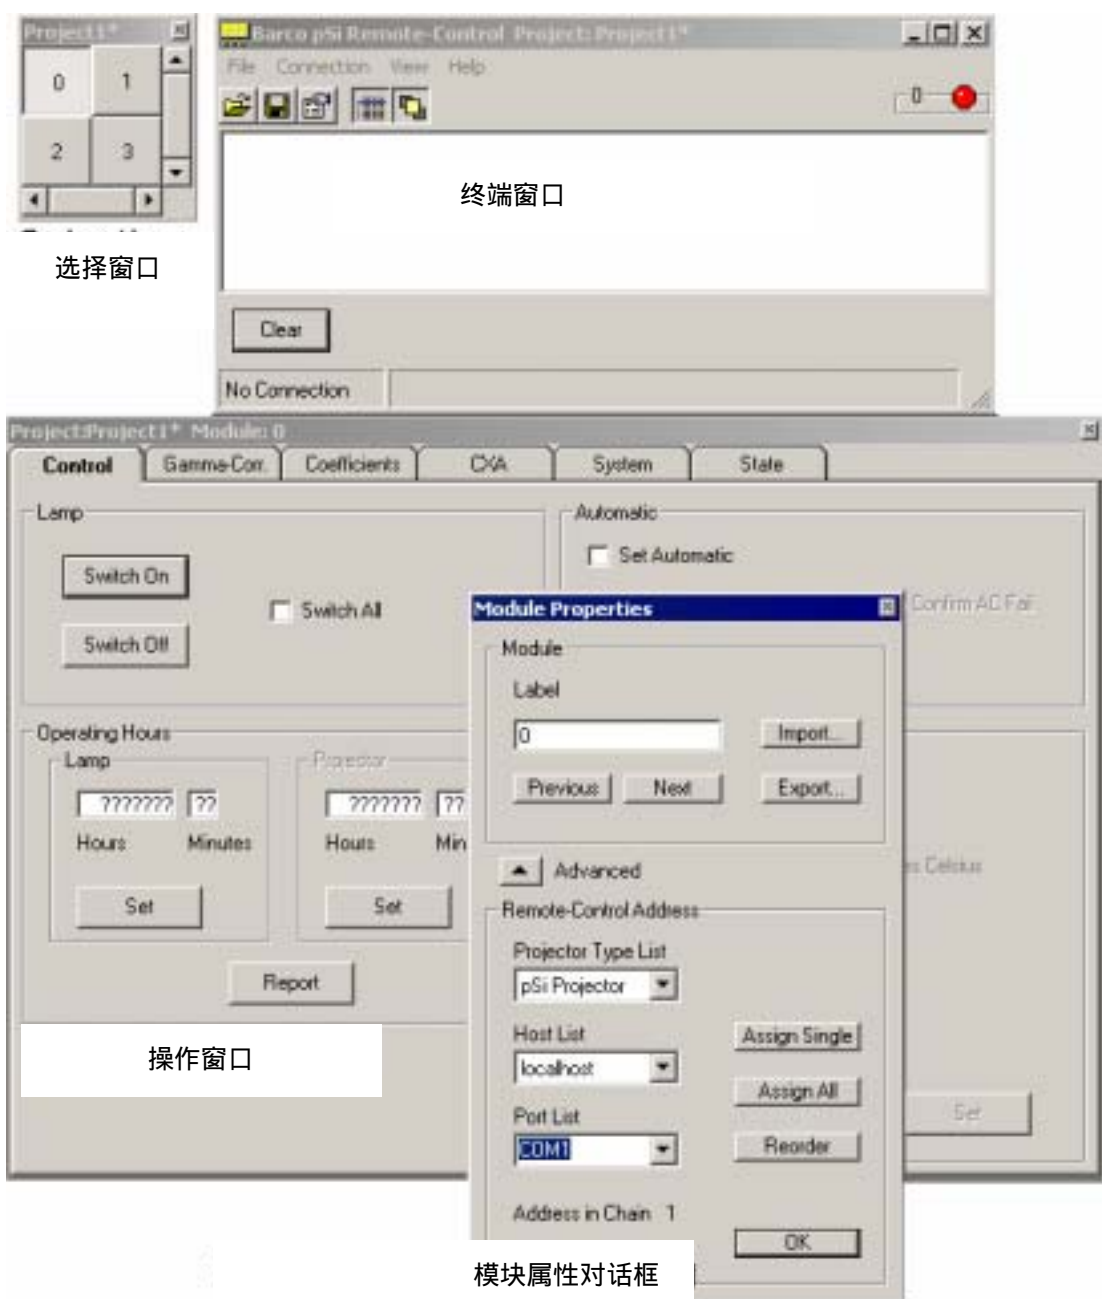 Project1*
0
1
2
3
选择窗口
Barco pSi Remote-Control Project: Project1*
File Connection View Help
0
终端窗口
Clear
No Connection
Project:Project1* Module: 0
Control Gamma-Corr. Coefficients CXA System State
Lamp
Switch On
Switch All
Switch Off
Automatic
Set Automatic
Confirm AC Fail
Operating Hours
Lamp
??????? ??
Hours Minutes
Set
Projector
??????? ??
Hours Min
Set
Report
es Celsius
Set
操作窗口
Module Properties
Module
Label
0
Import...
Previous Next Export...
Advanced
Remote-Control Address
Projector Type List
pSi Projector
Host List
Assign Single
localhost
Assign All
Port List
COM1
Reorder
Address in Chain 1
OK
模块属性对话框